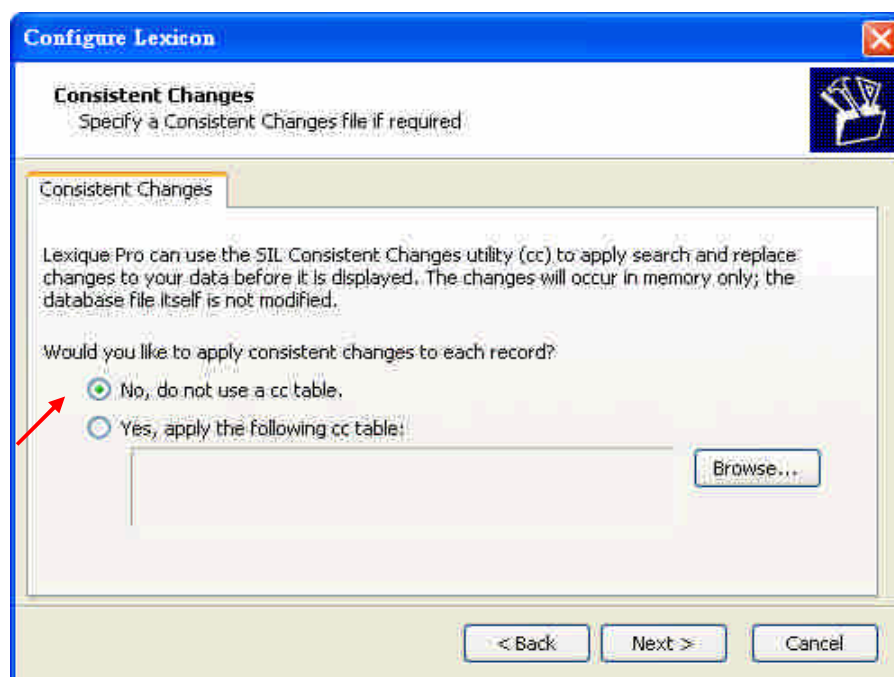 Configure Lexicon
Consistent Changes
Specify a Consistent Changes file if required
Consistent Changes
Lexique Pro can use the SIL Consistent Changes utility (cc) to apply search and replace
changes to your data before it is displayed. The changes will occur in memory only; the
database file itself is not modified.
Would you like to apply consistent changes to each record?
No, do not use a cc table.
Yes, apply the following cc table:
Browse...
< Back
Next >
Cancel